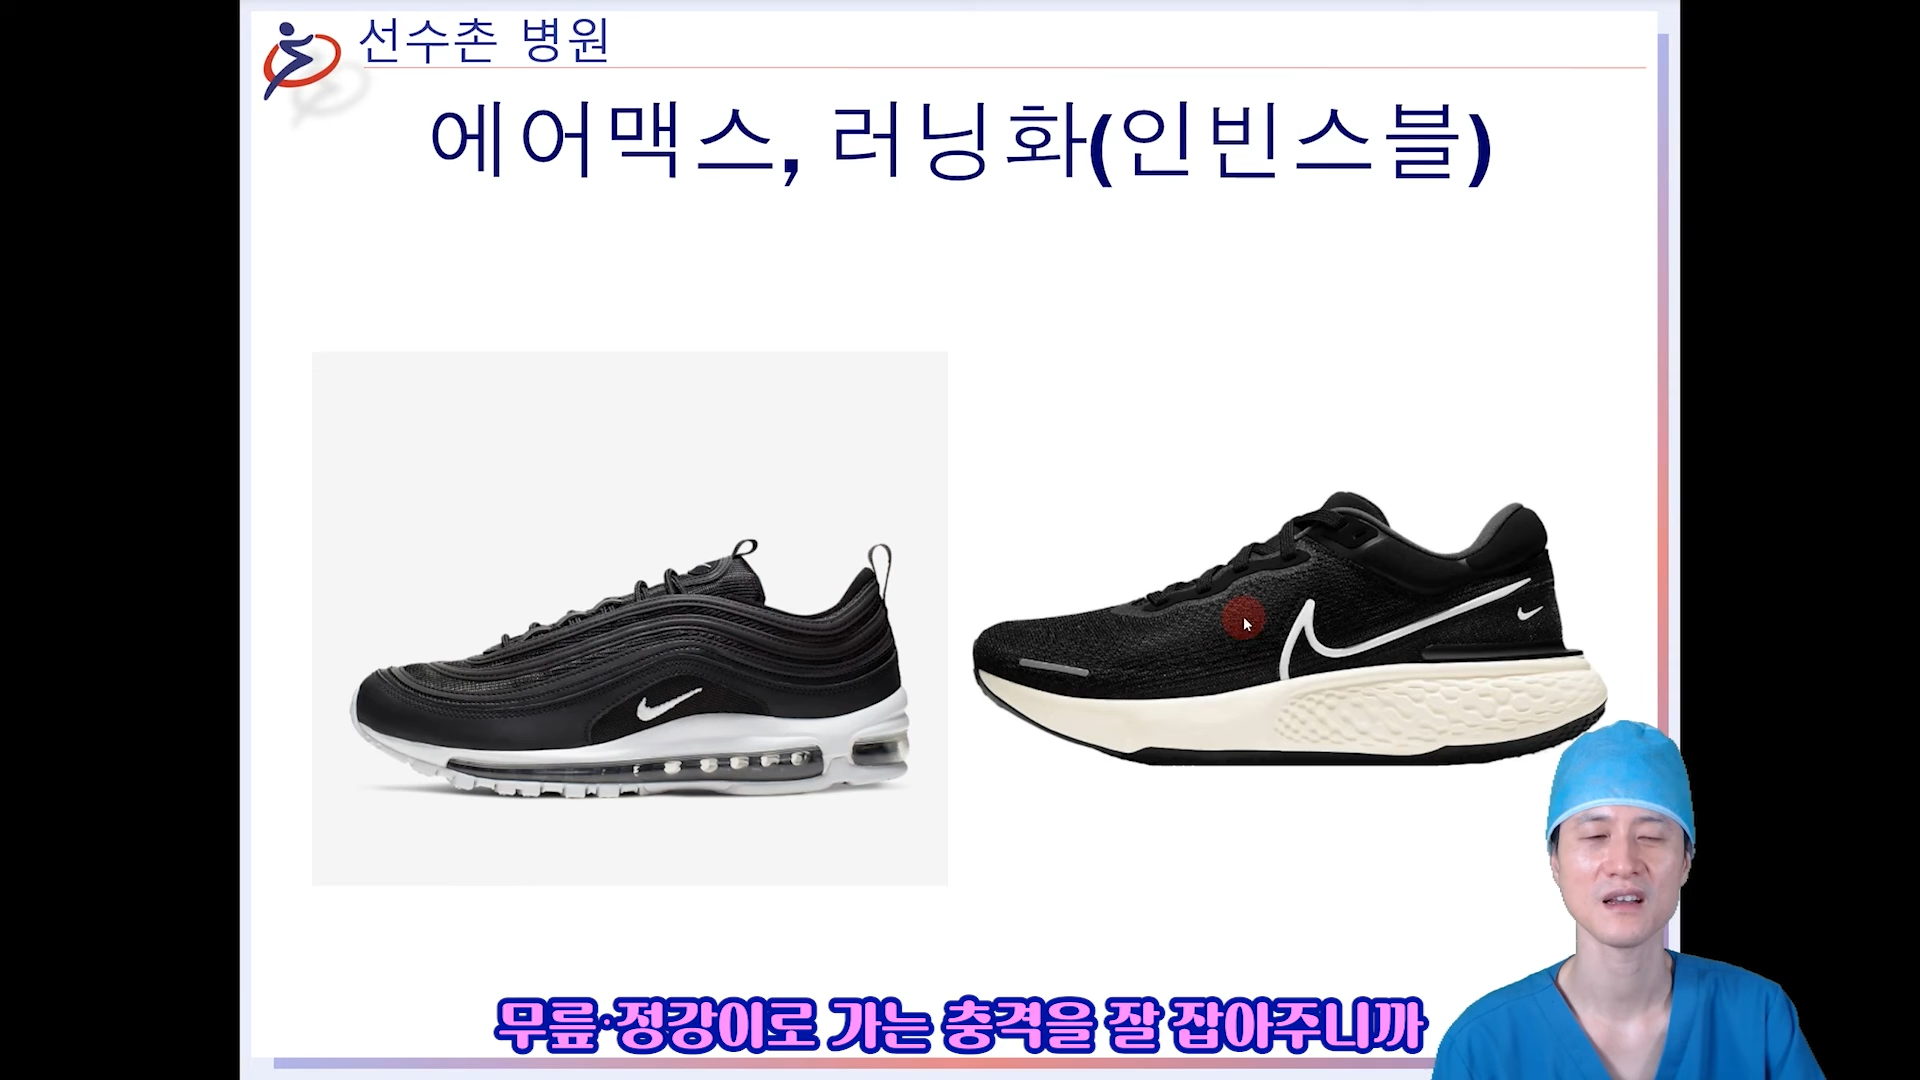 선수촌 병원
에어맥스, 러닝화(인빈스블)
무릎·정강이로 가는 충격을 잘 잡아주니까